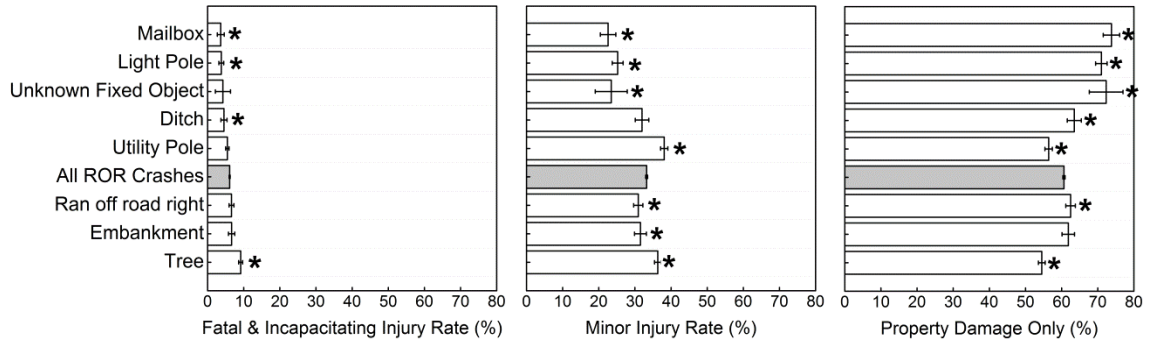 Mailbox
Light Pole
Unknown Fixed Object
Ditch
Utility Pole
All ROR Crashes
Ran off road right
Embankment
Tree
* * *
* * *
* *
* *
* *
* *
*
* * *
0 10 20 30 40 50 60 70 80 0 10 20 30 40 50 60 70 80 0 10 20 30 40 50 60 70 80
Fatal & Incapacitating Injury Rate (%) Minor Injury Rate (%) Property Damage Only (%)